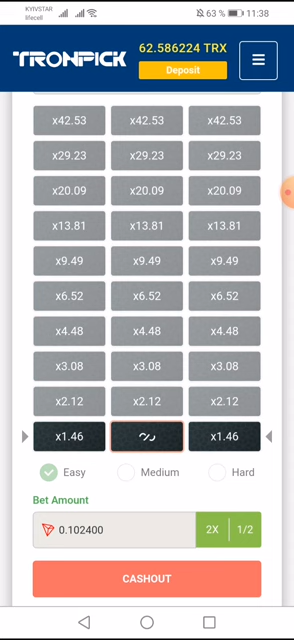 KYIVSTAR
lifecell
63 % 11:38
TRONPICK
62.586224 TRX
Deposit
x42.53 x42.53 x42.53
x29.23 x29.23 x29.23
x20.09 x20.09 x20.09
x13.81 x13.81 x13.81
x9.49 x9.49 x9.49
x6.52 x6.52 x6.52
x4.48 x4.48 x4.48
x3.08 x3.08 x3.08
x2.12 x2.12 x2.12
x1.46 x1.46
Easy Medium Hard
Bet Amount
0.102400 2X 1/2
CASHOUT